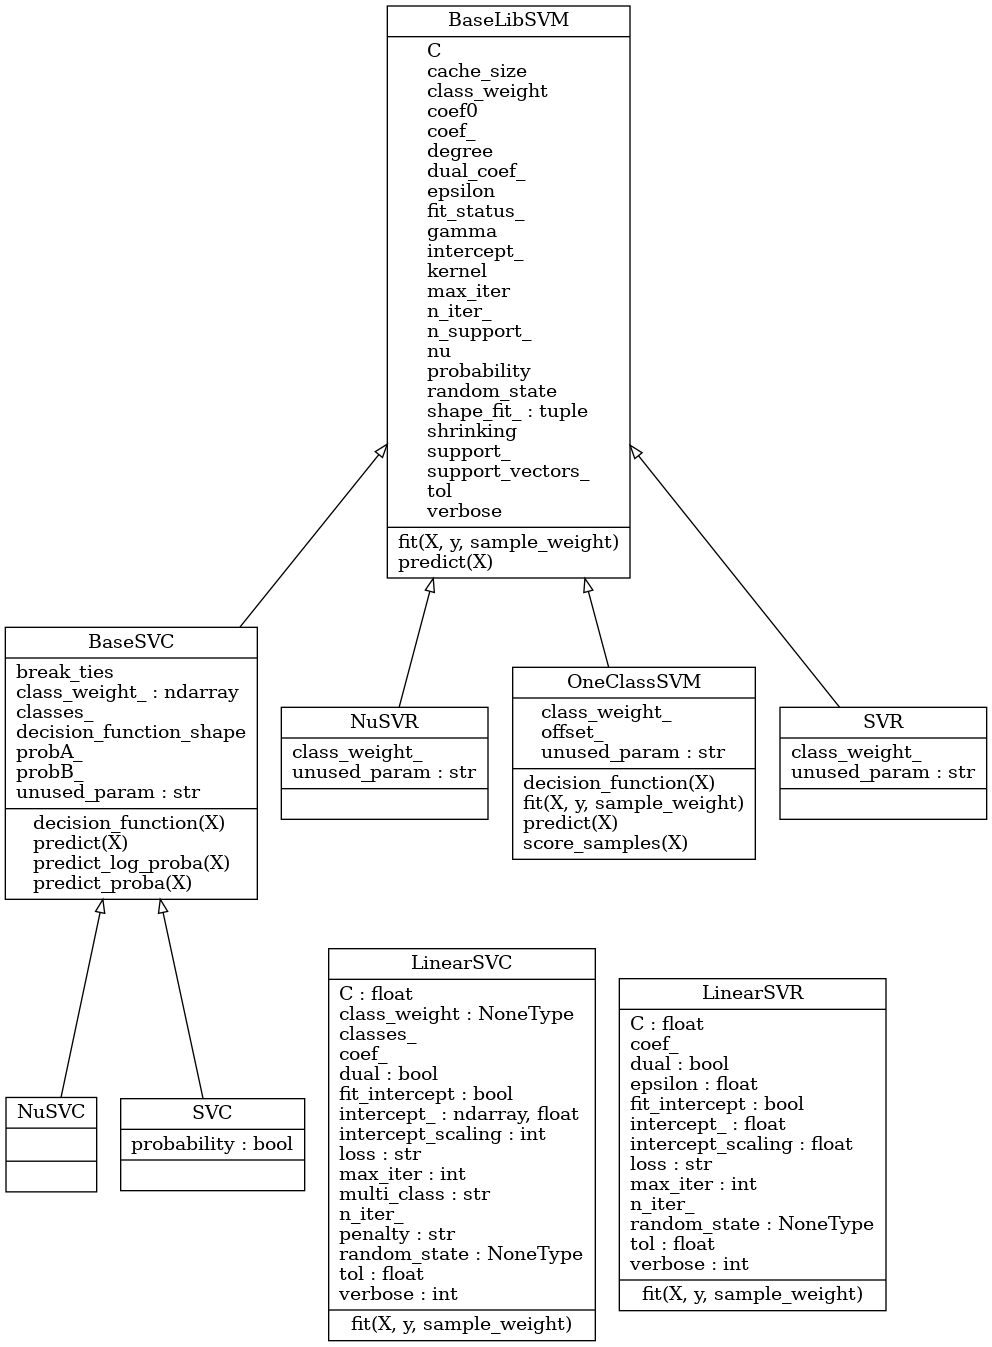 BaseLibSVM
C
cache_size
class_weight
coef0
coef_
degree
dual_coef_
epsilon
fit_status_
gamma
intercept_
kernel
max_iter
n_iter_
n_support_
nu
probability
random_state
shape_fit_ : tuple
shrinking
support_
support_vectors_
tol
verbose
fit(X, y, sample_weight)
predict(X)
BaseSVC
break_ties
class_weight_ : ndarray
classes_
decision_function_shape
probA_
probB_
unused_param : str
decision_function(X)
predict(X)
predict_log_proba(X)
predict_proba(X)
NuSVR
class_weight_
unused_param : str
OneClassSVM
class_weight_
offset_
unused_param : str
decision_function(X)
fit(X, y, sample_weight)
predict(X)
score_samples(X)
SVR
class_weight_
unused_param : str
NuSVC
SVC
probability : bool
LinearSVC
C : float
class_weight : NoneType
classes_
coef_
dual : bool
fit_intercept : bool
intercept_ : ndarray, float
intercept_scaling : int
loss : str
max_iter : int
multi_class : str
n_iter_
penalty : str
random_state : NoneType
tol : float
verbose : int
fit(X, y, sample_weight)
LinearSVR
C : float
coef_
dual : bool
epsilon : float
fit_intercept : bool
intercept_ : float
intercept_scaling : float
loss : str
max_iter : int
n_iter_
random_state : NoneType
tol : float
verbose : int
fit(X, y, sample_weight)